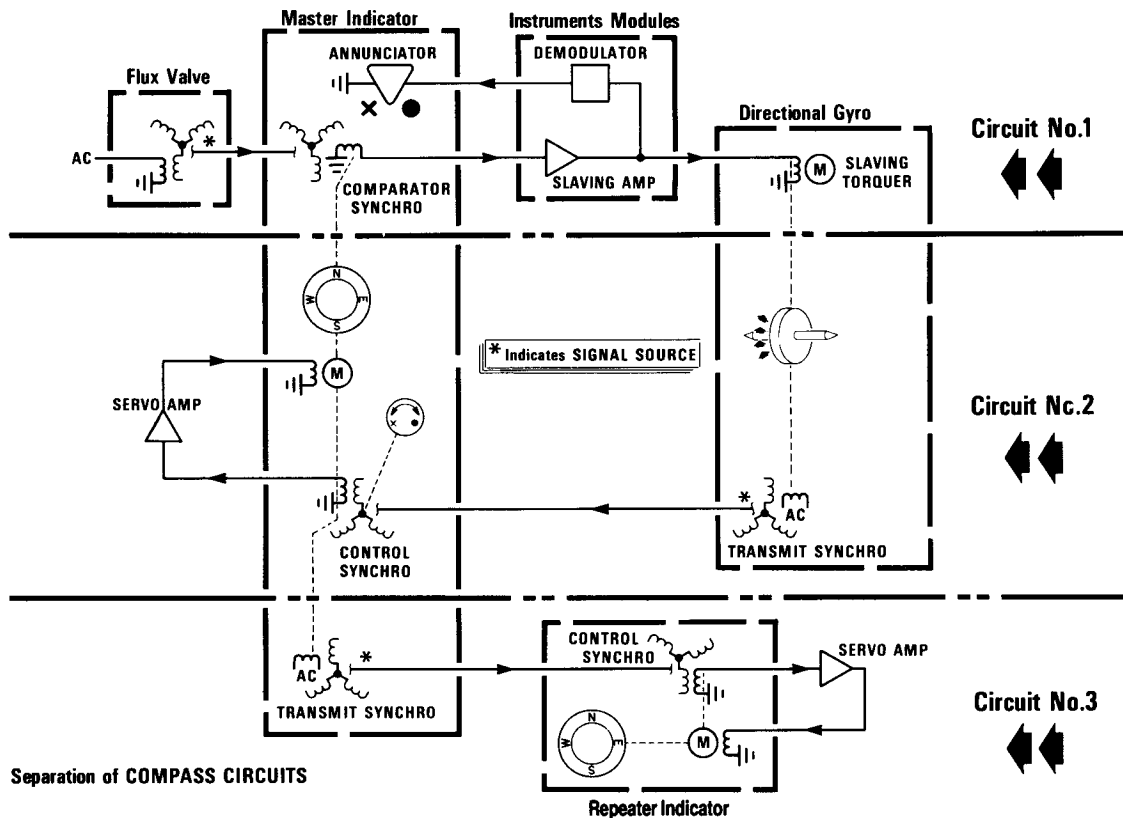 Master Indicator
Instruments Modules
ANNUNCIATOR
DEMODULATOR
Flux Valve
Directional Gyro
Circuit No.1
*
AC
M
SLAVING
TORQUER
SLAVING AMP
COMPARATOR
SYNCHRO
N
E
S
W
* Indicates SIGNAL SOURCE
M
SERVO AMP
Circuit Nc.2
*
AC
CONTROL
SYNCHRO
TRANSMIT SYNCHRO
CONTROL
SYNCHRO
SERVO AMP
*
AC
TRANSMIT SYNCHRO
Circuit No.3
N
E
S
W
M
Separation of COMPASS CIRCUITS
Repeater Indicator